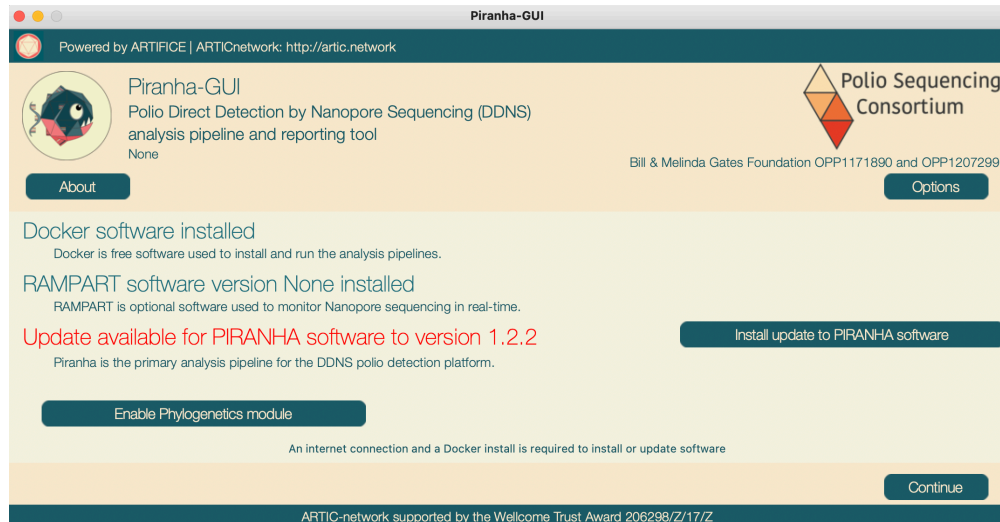 Piranha-GUI
Powered by ARTIFICE | ARTICnetwork: http://artic.network
Piranha-GUI
Polio Direct Detection by Nanopore Sequencing (DDNS)
analysis pipeline and reporting tool
None
Polio Sequencing
Consortium
Bill & Melinda Gates Foundation OPP1171890 and OPP1207299
About
Options
Docker software installed
Docker is free software used to install and run the analysis pipelines.
RAMPART software version None installed
RAMPART is optional software used to monitor Nanopore sequencing in real-time.
Update available for PIRANHA software to version 1.2.2
Install update to PIRANHA software
Piranha is the primary analysis pipeline for the DDNS polio detection platform.
Enable Phylogenetics module
An internet connection and a Docker install is required to install or update software
Continue
ARTIC-network supported by the Wellcome Trust Award 206298/Z/17/Z